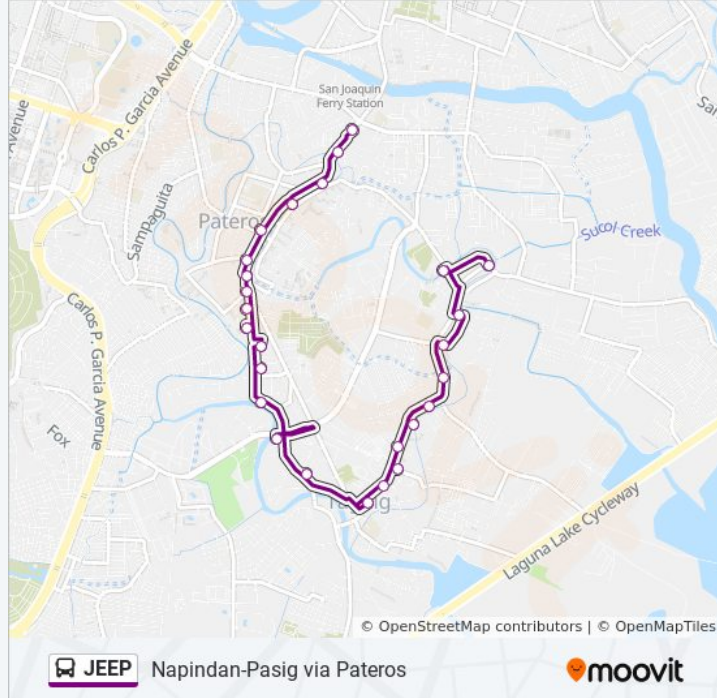 San Joaquin
Ferry Station
Avenue
Carlos P. Garcia Avenue
Sampaguita
Pateros
Sucol Creek
Carlos P. Garcia Avenue
Fox
Laguna Lake Cycleway
© OpenStreetMap contributors | © OpenMapTiles
JEEP
Napindan-Pasig via Pateros
moovit